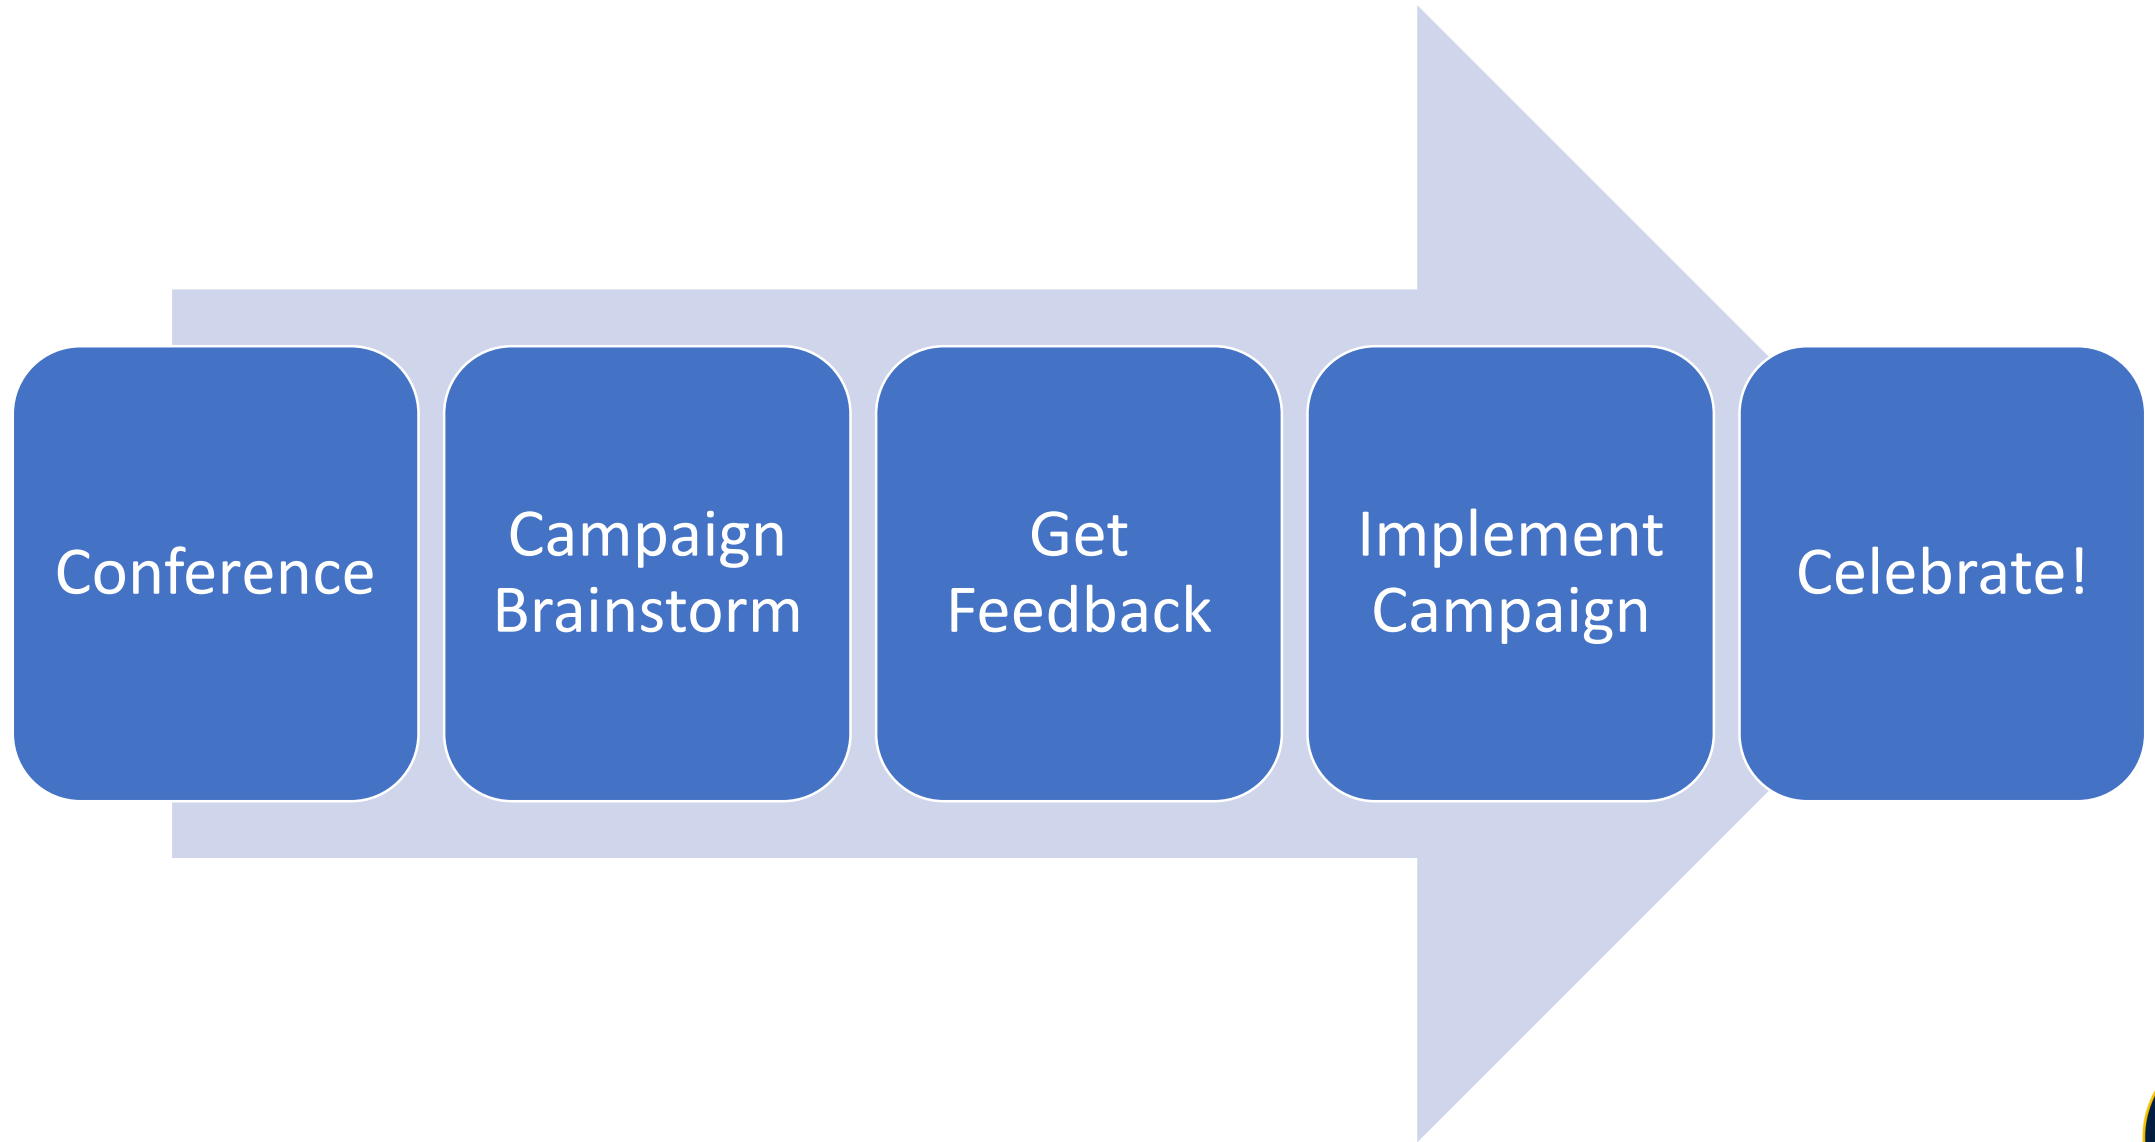 Conference
Campaign
Brainstorm
Get
Feedback
Implement
Campaign
Celebrate!